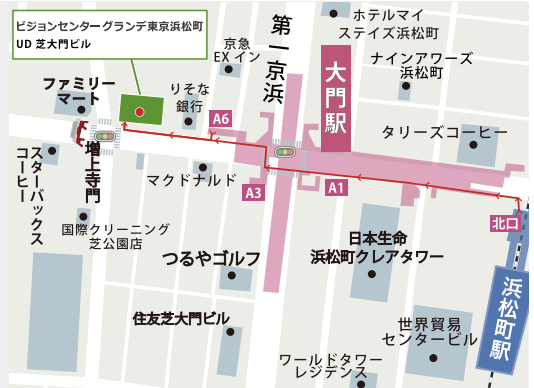 ビジョンセンターグランデ東京浜松町
UD 芝大門ビル
ホテルマイ
ステイズ浜松町
第一京浜
京急
EX イン
ナインアワーズ
浜松町
大門駅
ファミリー
マート
りそな
銀行
A6
タリーズコーヒー
増上寺門
スターバックス
コーヒー
マクドナルド
A3
A1
北口
国際クリーニング
芝公園店
日本生命
浜松町クレアタワー
つるやゴルフ
浜松町駅
住友芝大門ビル
世界貿易
センタービル
ワールドタワー
レジデンス